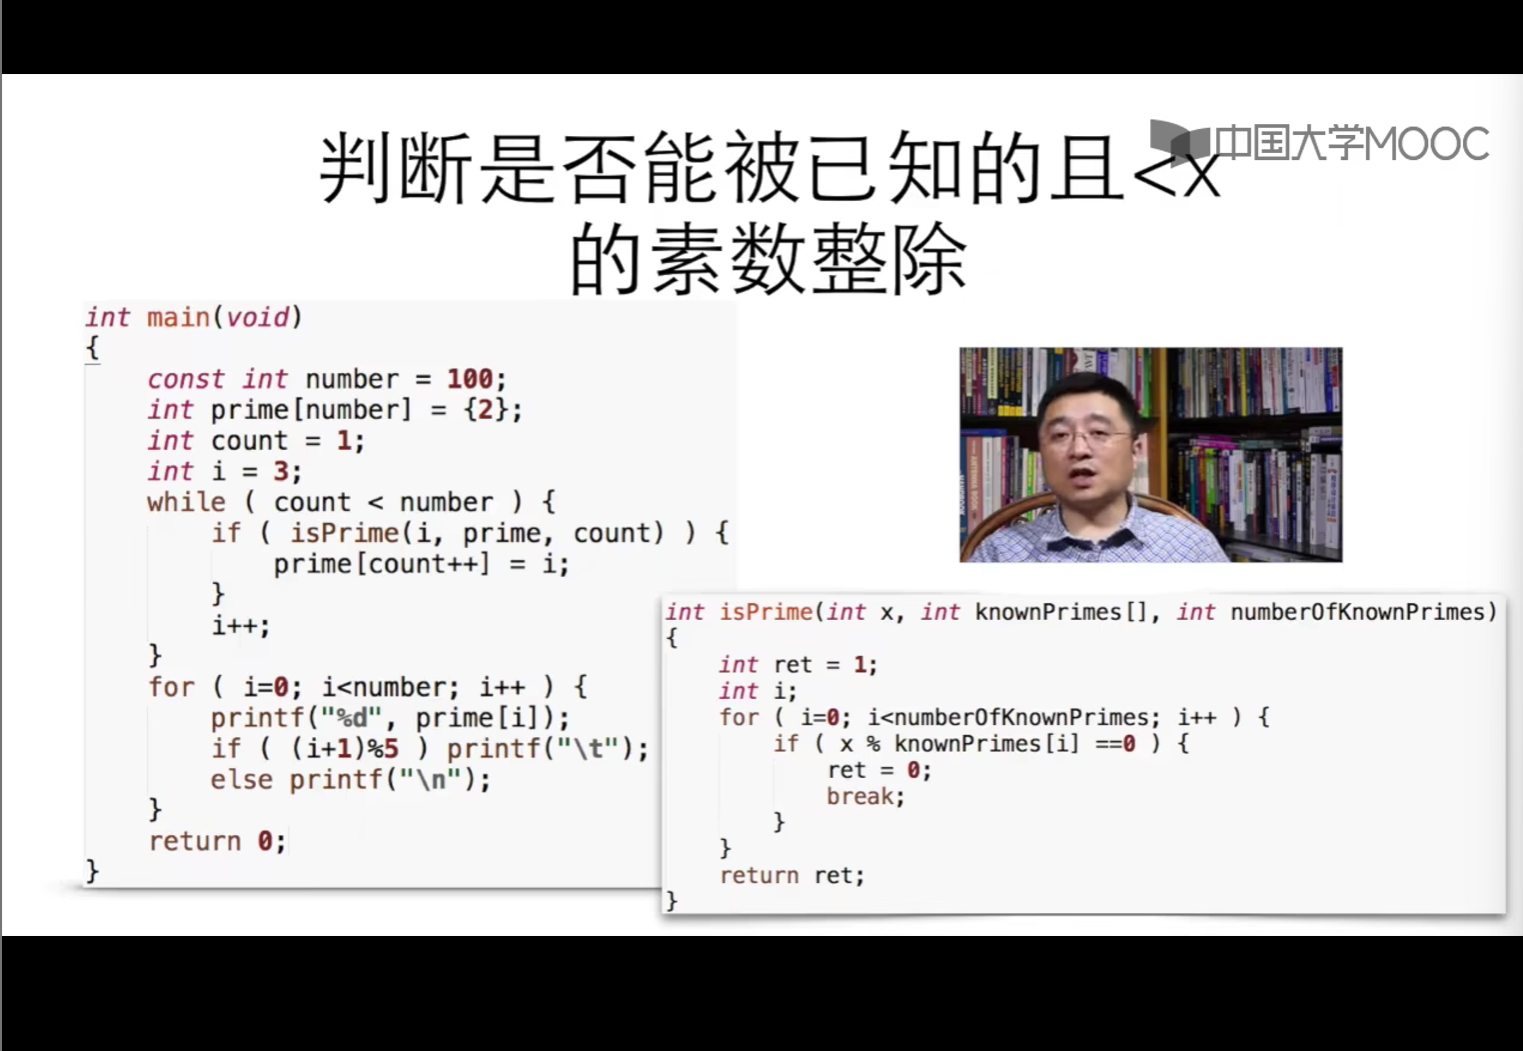 中国大学MOOC
判断是否能被已知的且<x
的素数整除
int main(void)
{
    const int number = 100;
    int prime[number] = {2};
    int count = 1;
    int i = 3;
    while ( count < number ) {
        if ( isPrime(i, prime, count) ) {
            prime[count++] = i;
        }
        i++;
    }
    for ( i=0; i<number; i++ ) {
        printf("%d", prime[i]);
        if ( (i+1)%5 ) printf("\t");
        else printf("\n");
    }
    return 0;
}
int isPrime(int x, int knownPrimes[], int numberOfKnownPrimes)
{
    int ret = 1;
    int i;
    for ( i=0; i<numberOfKnownPrimes; i++ ) {
        if ( x % knownPrimes[i] ==0 ) {
            ret = 0;
            break;
        }
    }
    return ret;
}